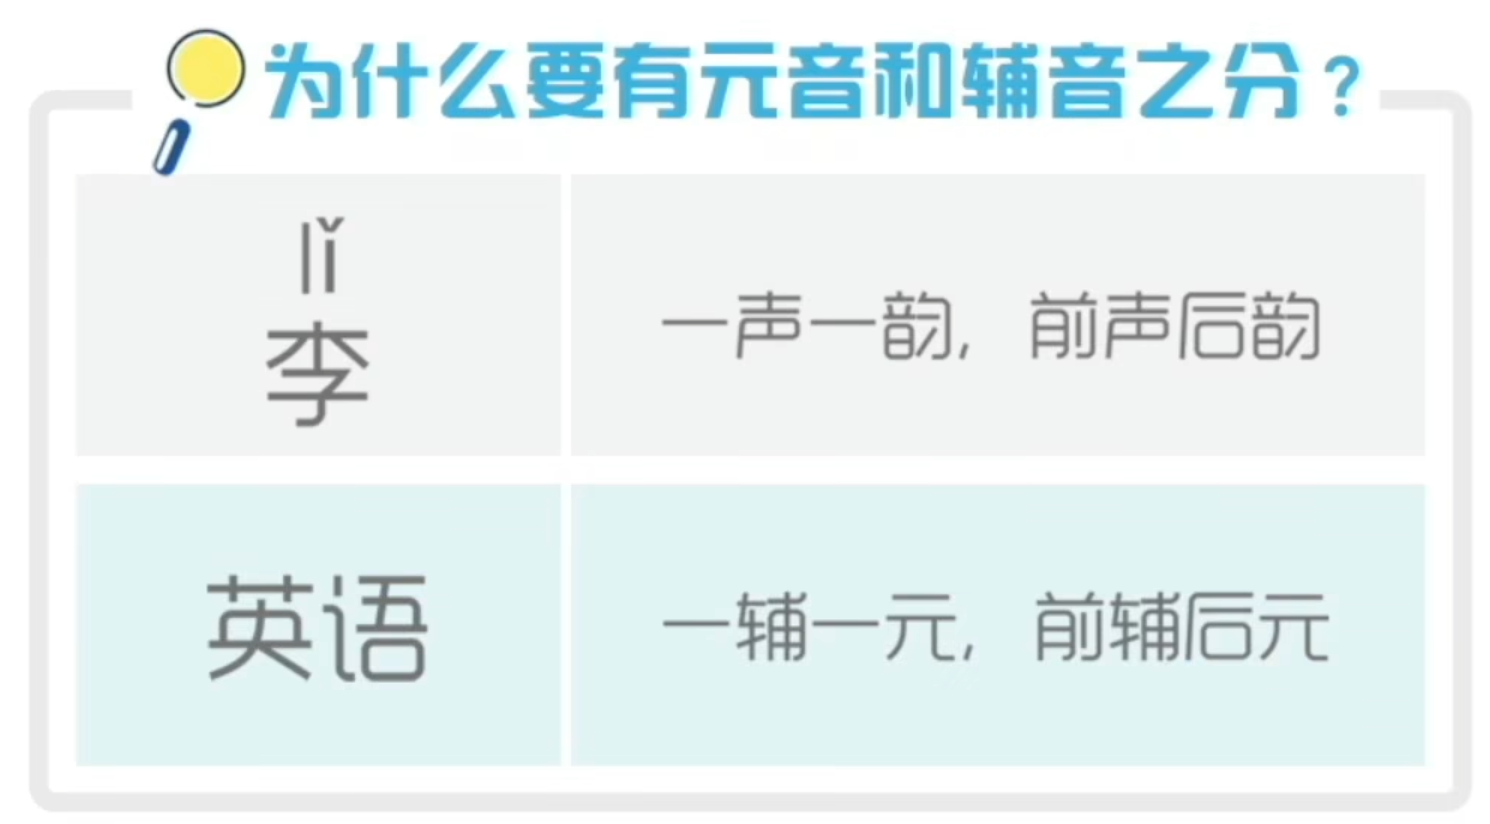 为什么要有元音和辅音之分？
lǐ
李
一声一韵，前声后韵
英语
一辅一元，前辅后元